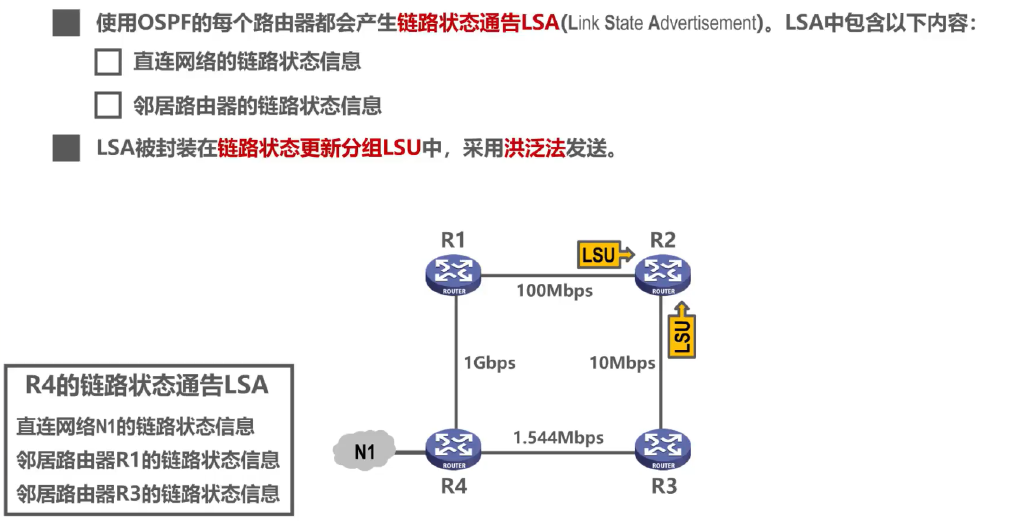 使用OSPF的每个路由器都会产生链路状态通告LSA(Link State Advertisement)。LSA中包含以下内容：
直连网络的链路状态信息
邻居路由器的链路状态信息
LSA被封装在链路状态更新分组LSU中，采用洪泛法发送。
R1
LSU
R2
ROUTER
100Mbps
ROUTER
LSU
1Gbps
10Mbps
R4的链路状态通告LSA
直连网络N1的链路状态信息
邻居路由器R1的链路状态信息
邻居路由器R3的链路状态信息
N1
1.544Mbps
ROUTER
ROUTER
R4
R3